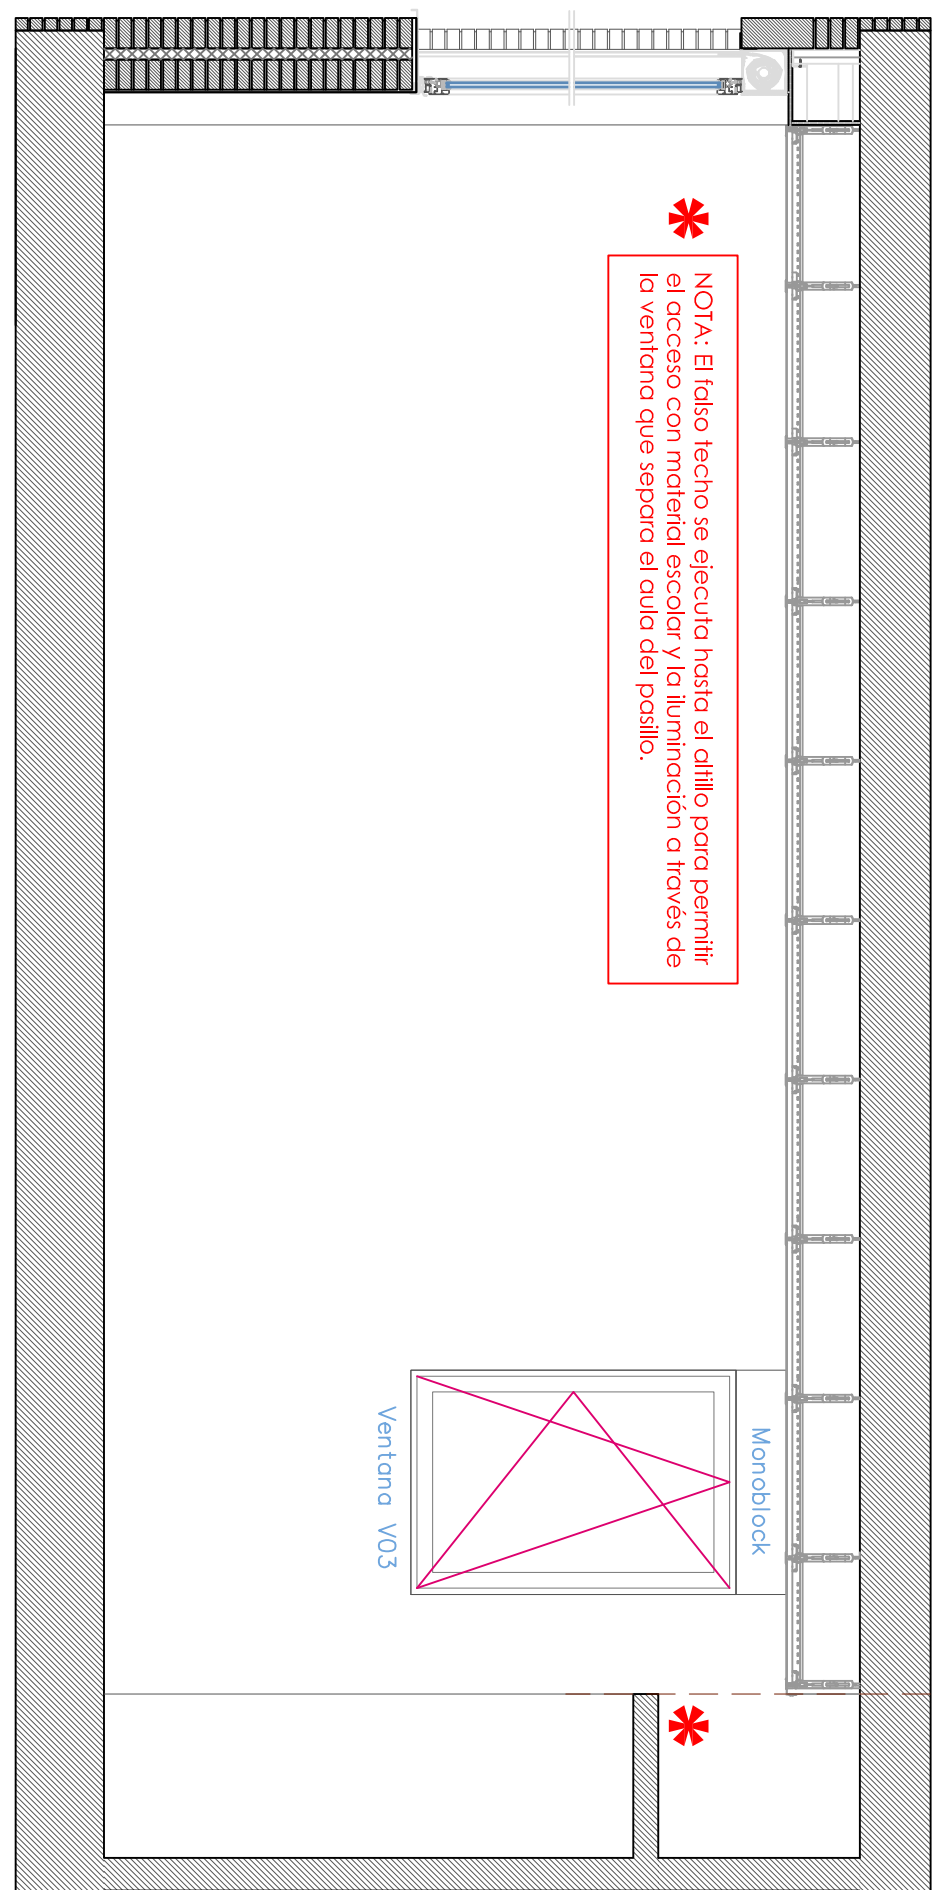 NOTA: El falso techo se ejecuta hasta el altillo para permitir
el acceso con material escolar y la iluminación a través de
la ventana que separa el aula del pasillo.
Monoblock
Ventana V03